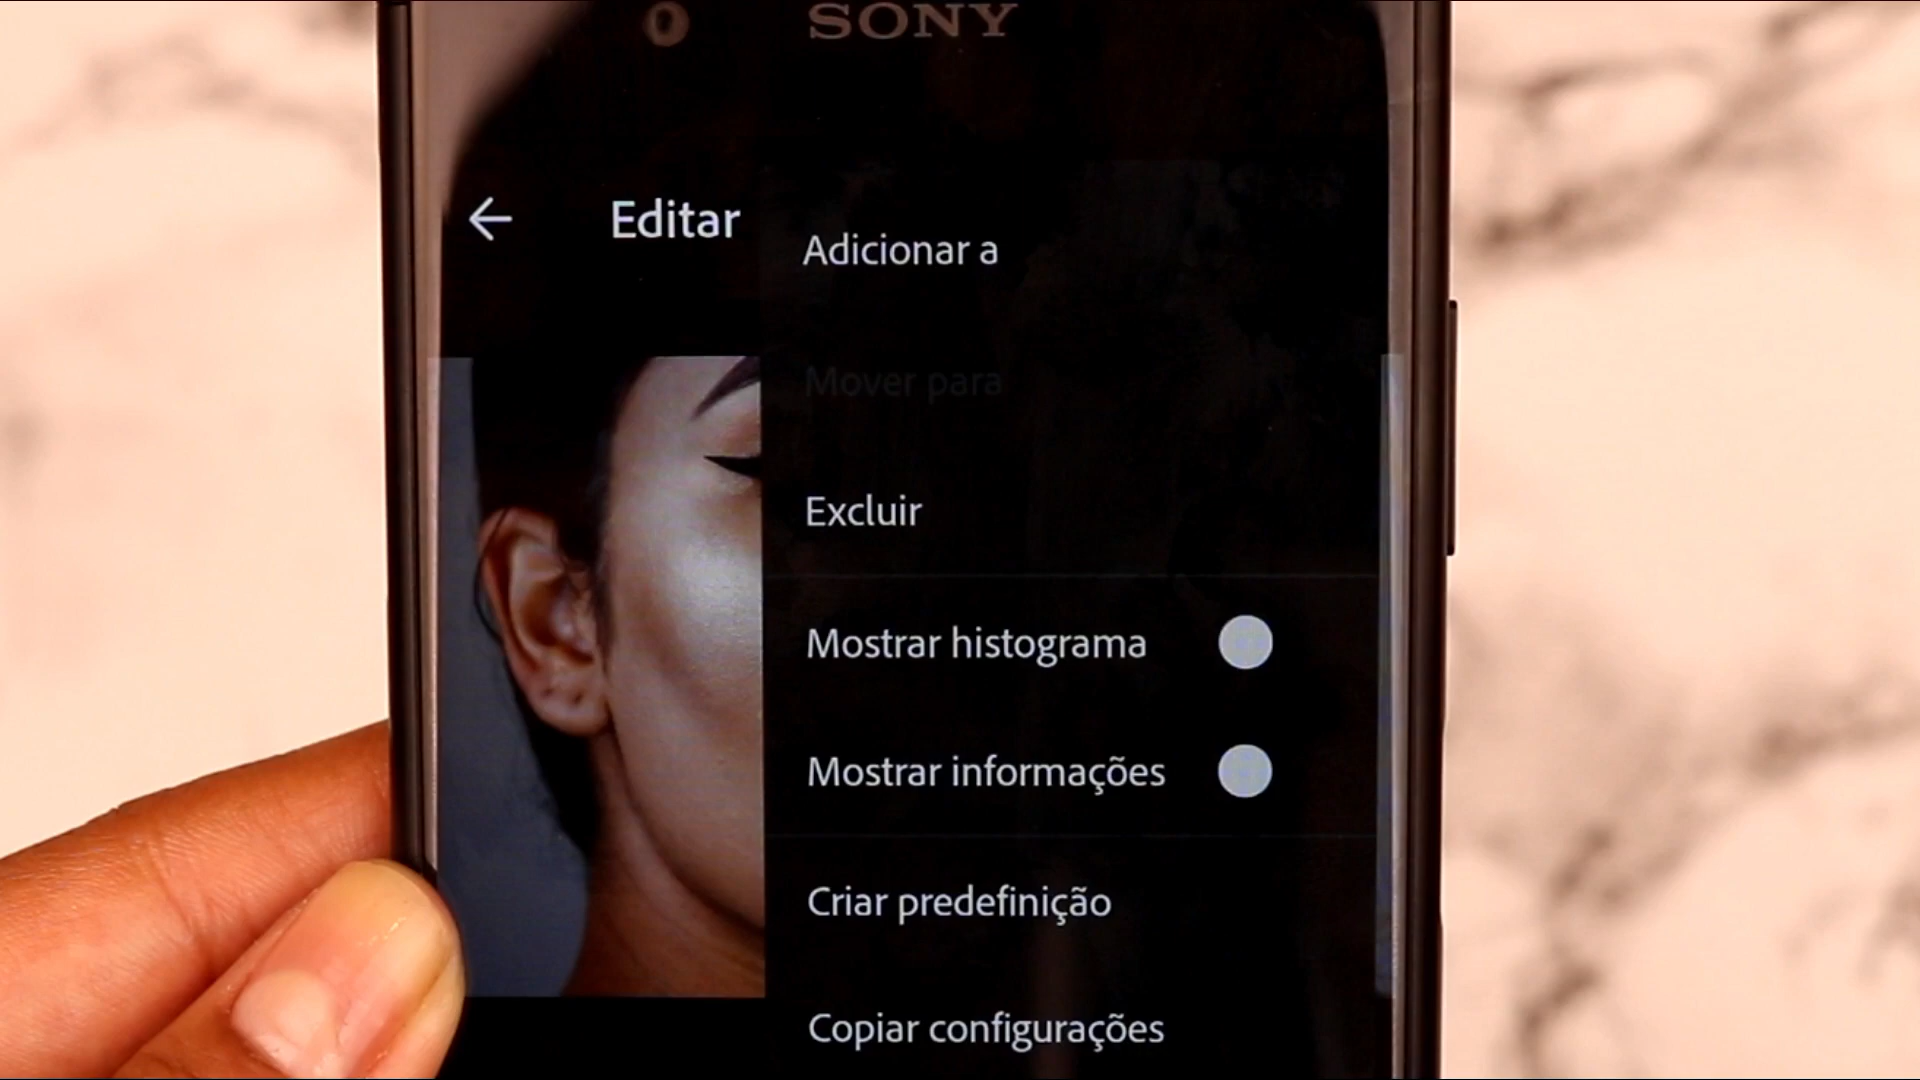 SONY
Editar
Adicionar a
Mover para
Excluir
Mostrar histograma
Mostrar informações
Criar predefinição
Copiar configurações